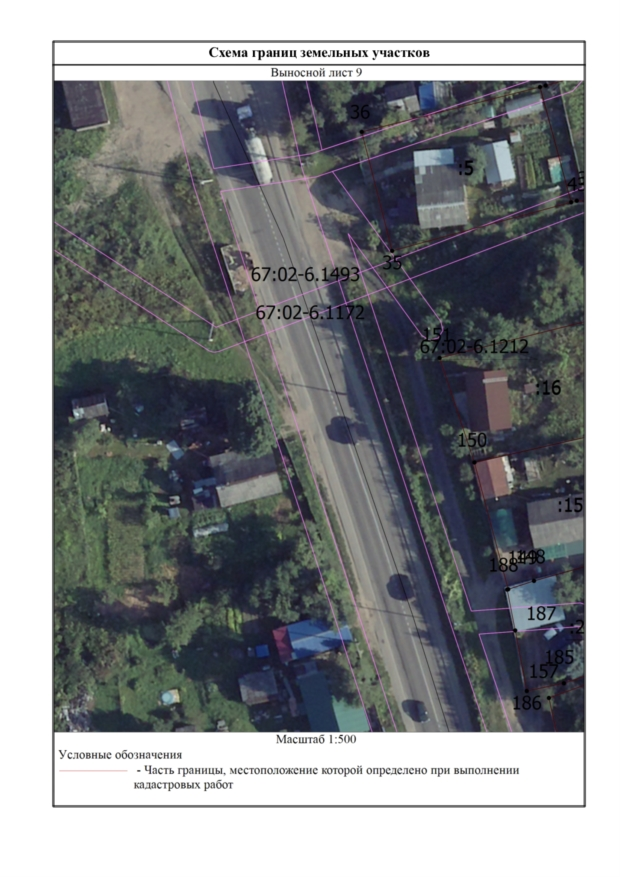 Схема границ земельных участков
Выносной лист 9
36
:5
35
67:02-6.1493
67:02-6.1172
151
67:02-6.1212
:16
150
:15
188
187
185
157
186
Масштаб 1:500
Условные обозначения
- Часть границы, местоположение которой определено при выполнении
кадастровых работ